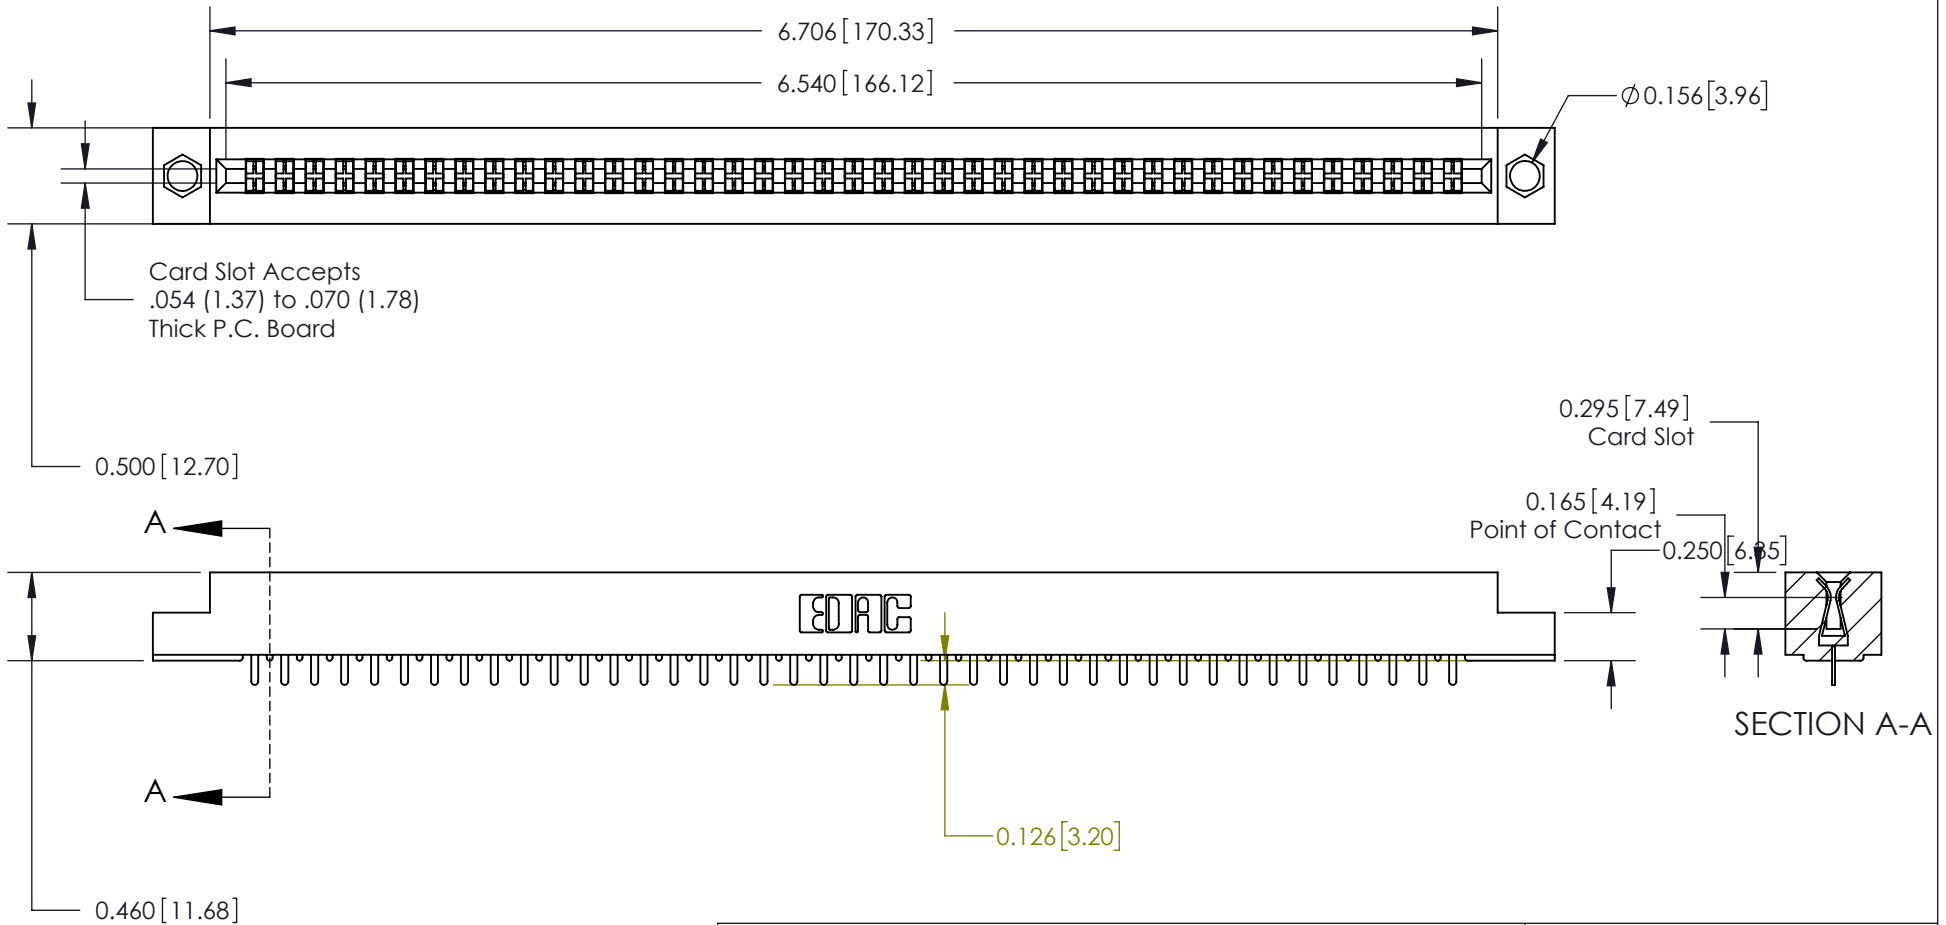 6.706[170.33]
6.540[166.12]
Ø0.156[3.96]
Card Slot Accepts
.054 (1.37) to .070 (1.78)
Thick P.C. Board
0.295[7.49]
Card Slot
0.500[12.70]
0.165[4.19]
Point of Contact
0.250[6.35]
A
EDAC
SECTION A-A
A
0.126[3.20]
0.460[11.68]